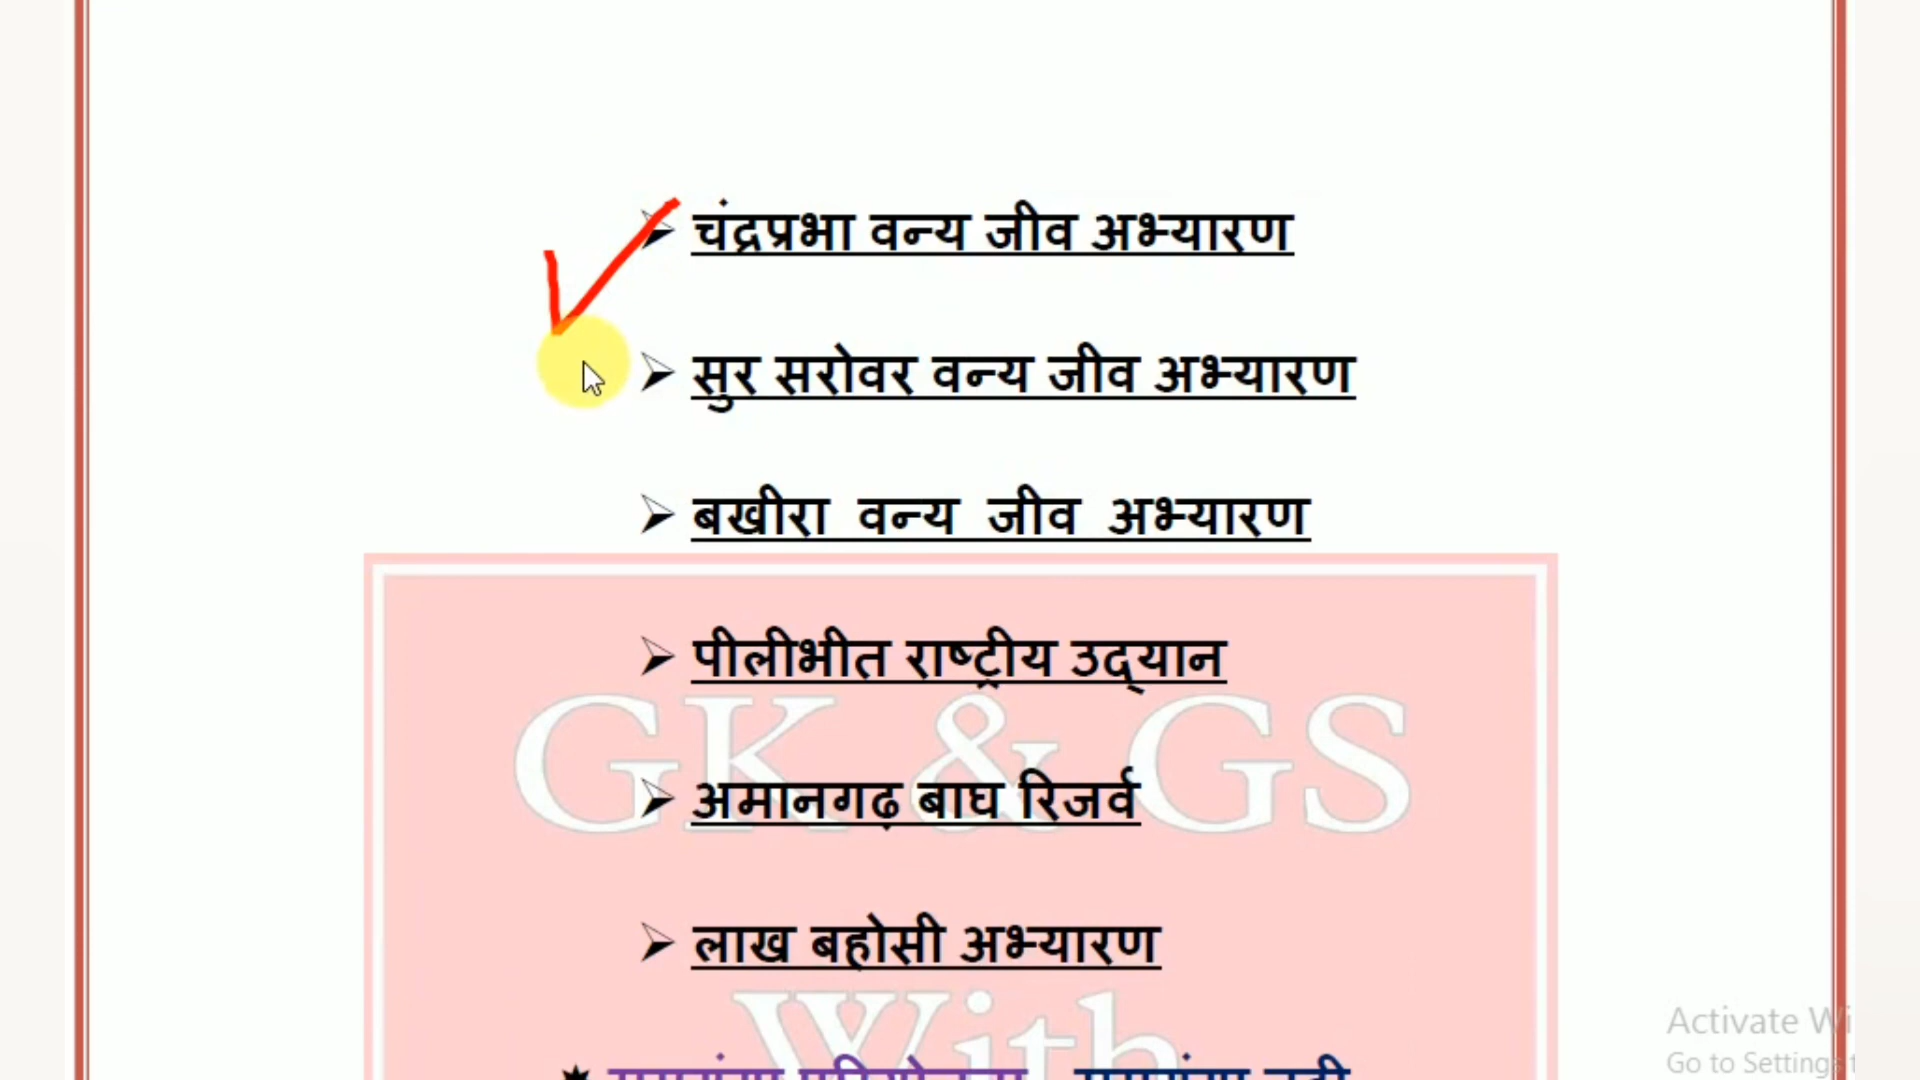 चंद्रप्रभा वन्य जीव अभ्यारण
सुर सरोवर वन्य जीव अभ्यारण
बखीरा वन्य जीव अभ्यारण
पीलीभीत राष्ट्रीय उद्‌यान
GK & GS
अमानगढ़ बाघ रिजर्व
लाख बहोसी अभ्यारण
With
Activate Wi
Go to Settings t